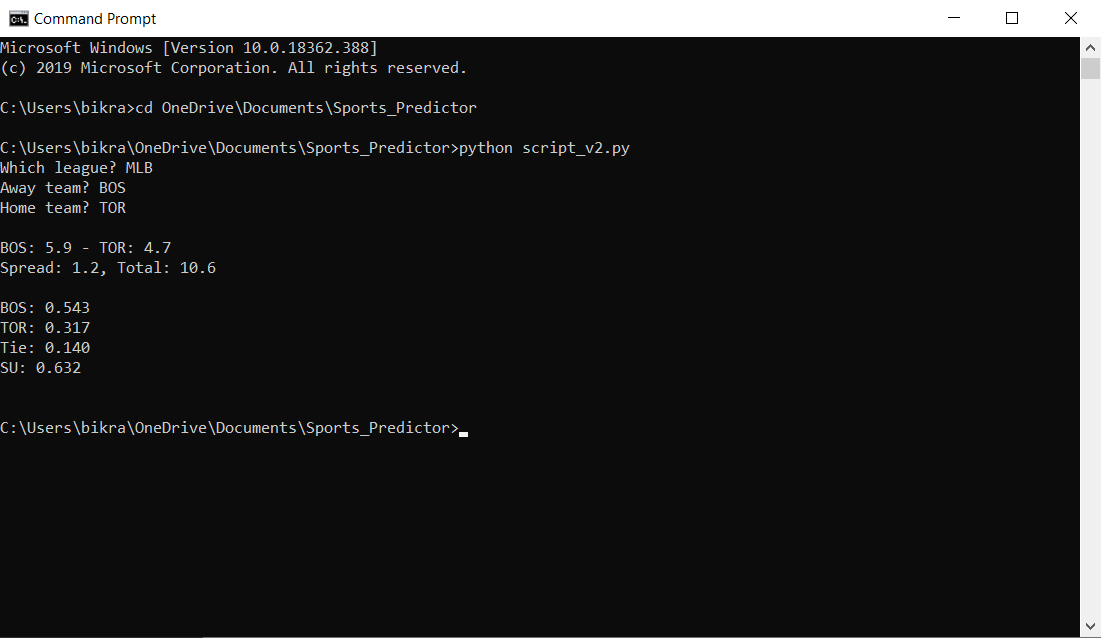 Command Prompt
Microsoft Windows [Version 10.0.18362.388]
(c) 2019 Microsoft Corporation. All rights reserved.
C:\Users\bikra>cd OneDrive\Documents\Sports_Predictor
C:\Users\bikra\OneDrive\Documents\Sports_Predictor>python script_v2.py
Which league? MLB
Away team? BOS
Home team? TOR
BOS: 5.9 - TOR: 4.7
Spread: 1.2, Total: 10.6
BOS: 0.543
TOR: 0.317
Tie: 0.140
SU: 0.632
C:\Users\bikra\OneDrive\Documents\Sports_Predictor>